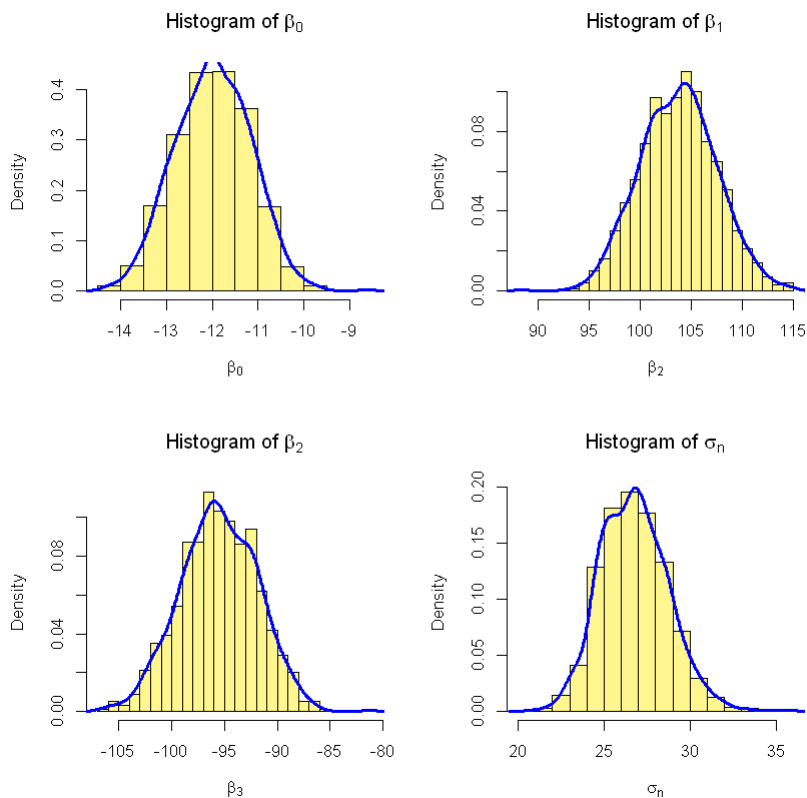 Histogram of β₀
Density
0.0 0.1 0.2 0.3 0.4
-14 -13 -12 -11 -10 -9
β₀
Histogram of β₁
Density
0.00 0.04 0.08
90 95 100 105 110 115
β₂
Histogram of β₂
Density
0.00 0.04 0.08
-105 -100 -95 -90 -85 -80
β₃
Histogram of σₙ
Density
0.00 0.05 0.10 0.15 0.20
20 25 30 35
σₙ